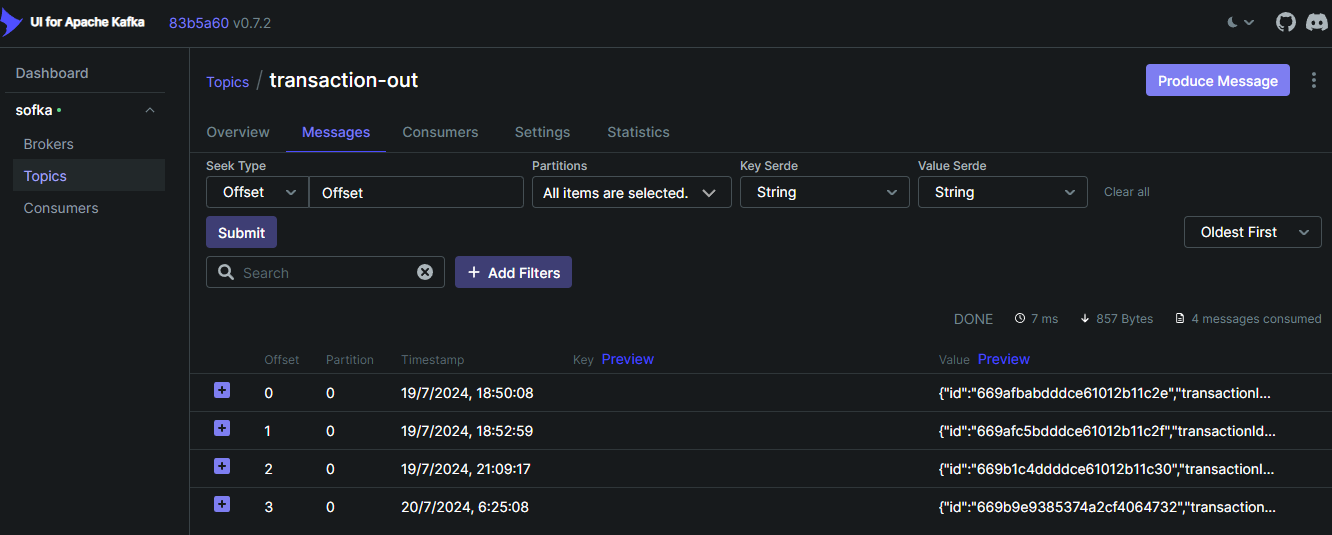 UI for Apache Kafka 83b5a60 v0.7.2
Dashboard
sofka
Brokers
Topics
Consumers
Topics / transaction-out
Produce Message
Overview Messages Consumers Settings Statistics
Seek Type Partitions Key Serde Value Serde
Offset Offset All items are selected. String String Clear all
Submit Oldest First
Search + Add Filters
DONE 7 ms 857 Bytes 4 messages consumed
Offset Partition Timestamp Key Preview Value Preview
0 0 19/7/2024, 18:50:08 {"id":"669afbabdddce61012b11c2e","transactionI...
1 0 19/7/2024, 18:52:59 {"id":"669afc5bdddce61012b11c2f","transactionId...
2 0 19/7/2024, 21:09:17 {"id":"669b1c4ddddce61012b11c30","transactionI...
3 0 20/7/2024, 6:25:08 {"id":"669b9e9385374a2cf4064732","transaction...